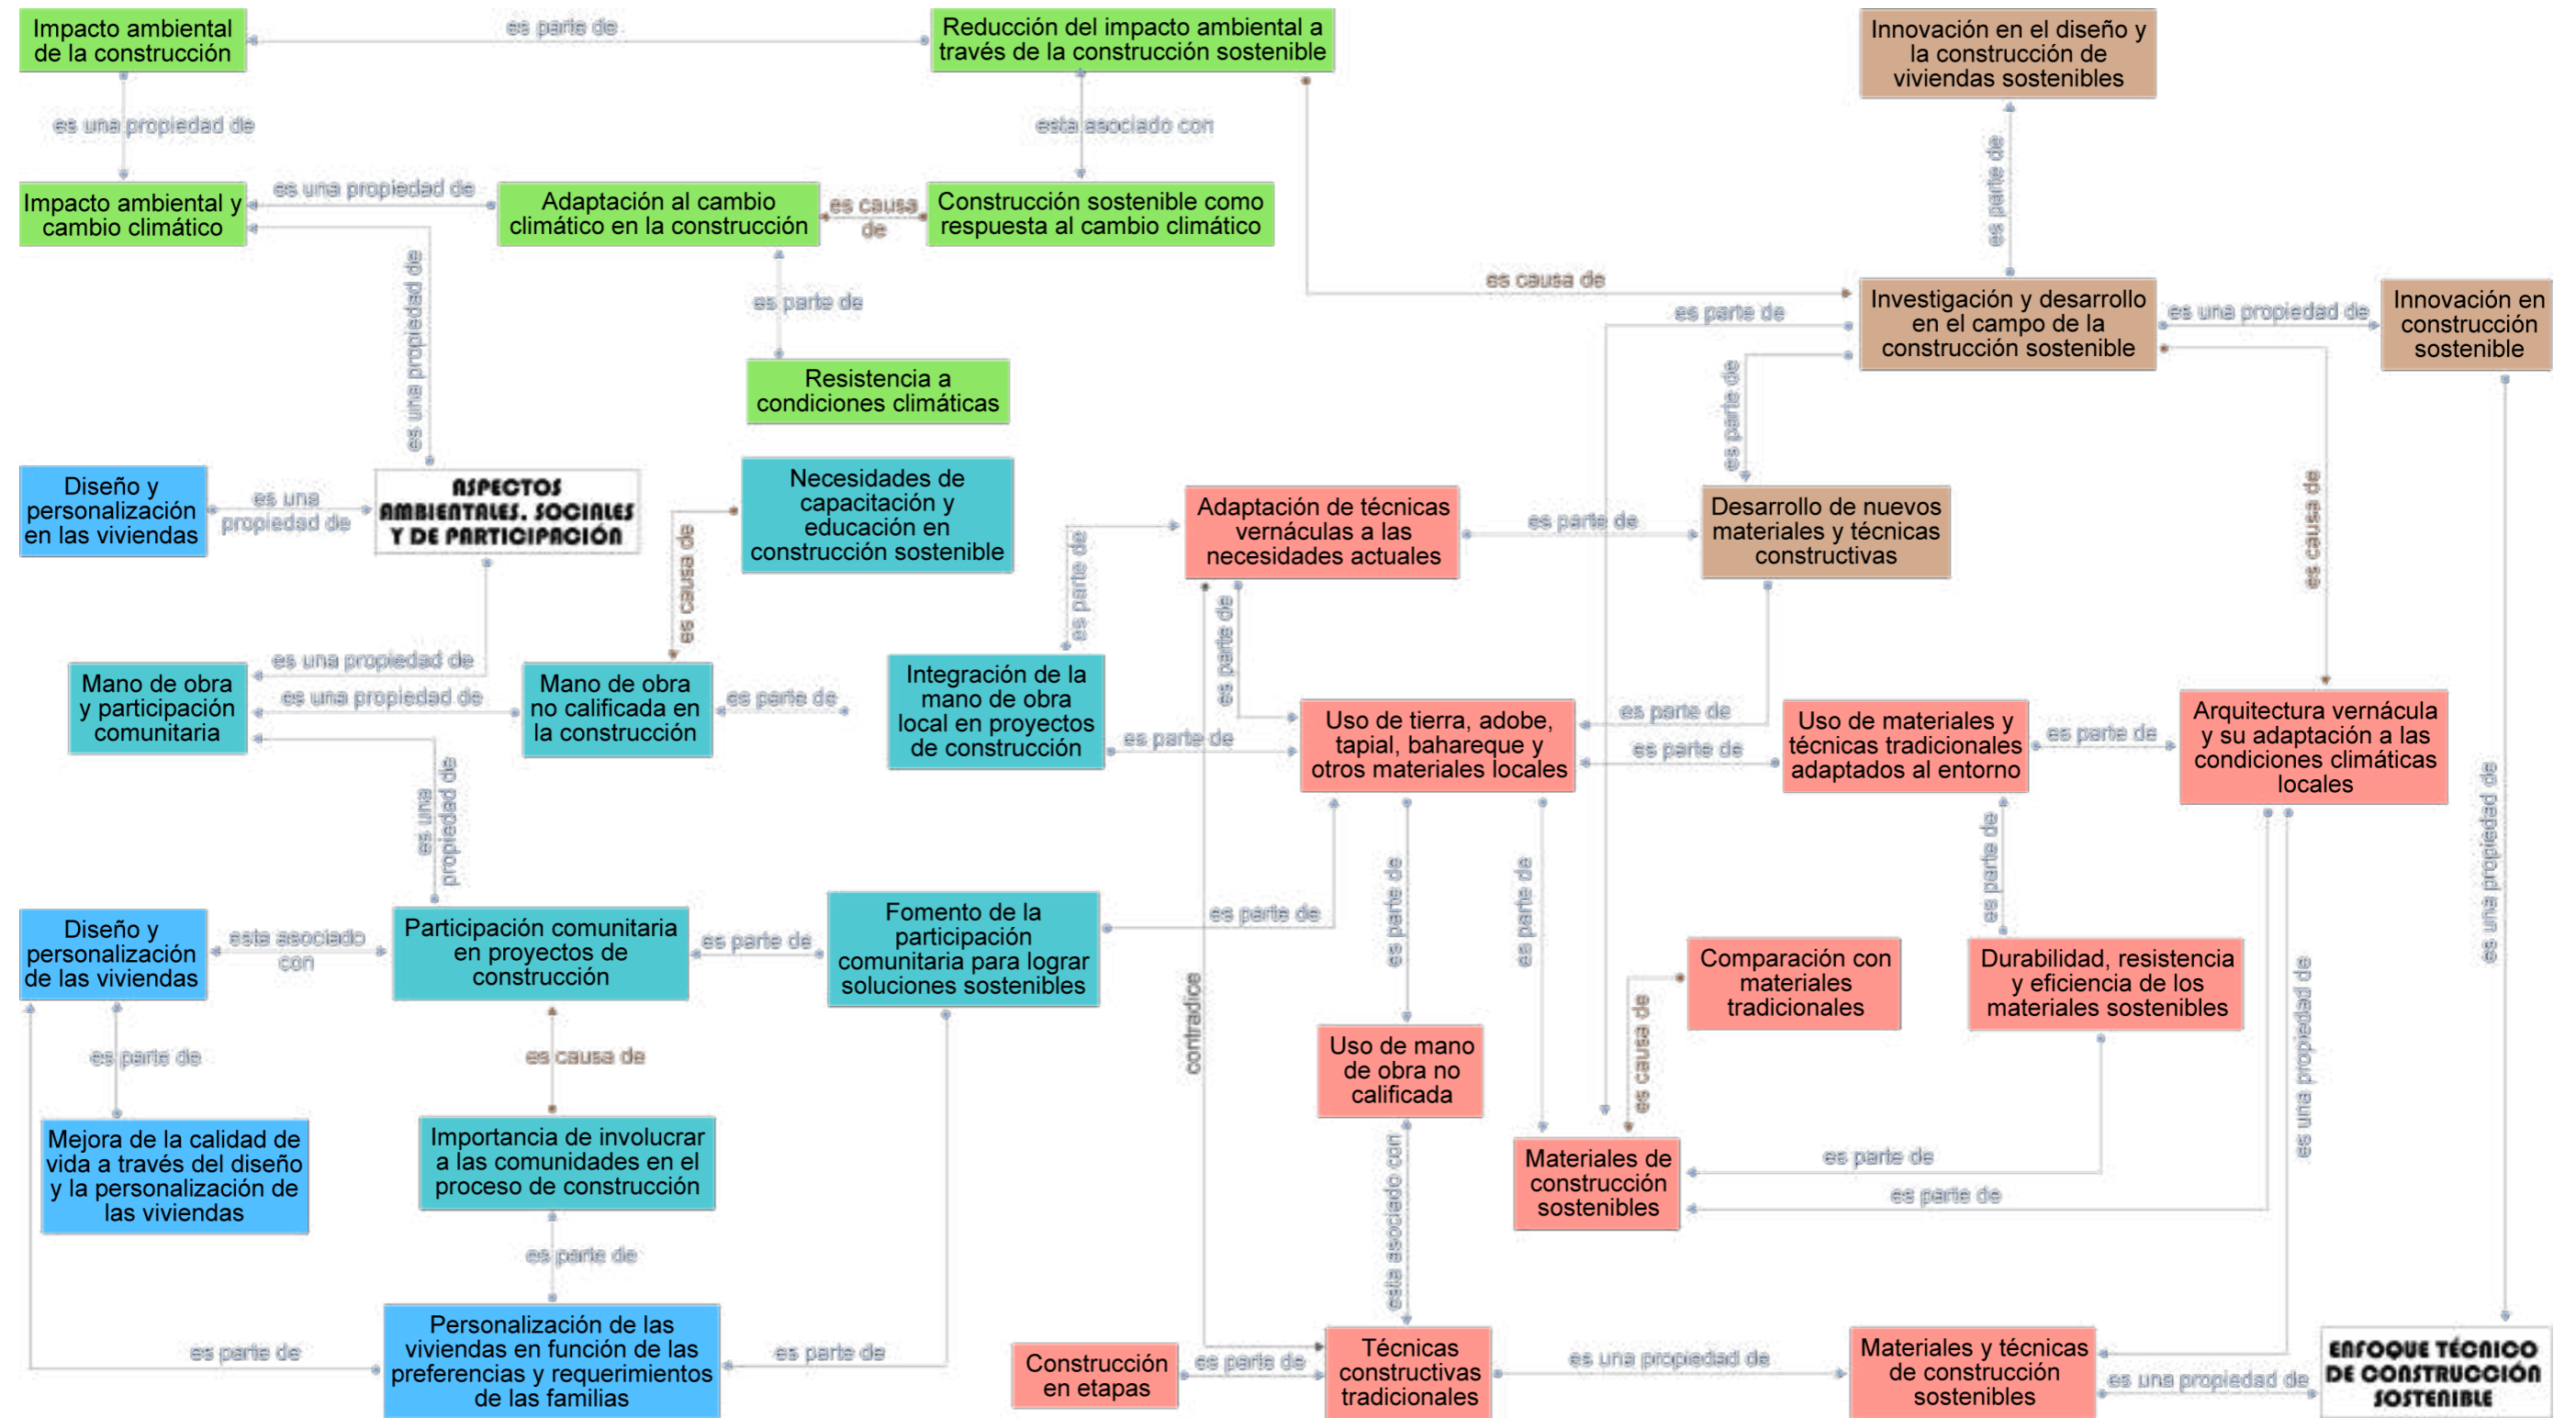 Impacto ambiental
de la construcción
es parte de
Reducción del impacto ambiental a
través de la construcción sostenible
Innovación en el diseño y
la construcción de
viviendas sostenibles
es una propiedad de
esta asociado con
es parte de
Impacto ambiental y
cambio climático
es una propiedad de
Adaptación al cambio
climático en la construcción
es causa
de
Construcción sostenible como
respuesta al cambio climático
es una propiedad de
es parte de
es causa de
es parte de
Investigación y desarrollo
en el campo de la
construcción sostenible
es una propiedad de
Innovación en
construcción
sostenible
Resistencia a
condiciones climáticas
es parte de
Diseño y
personalización
en las viviendas
es una
propiedad de
ASPECTOS
AMBIENTALES, SOCIALES
Y DE PARTICIPACIÓN
es causa de
Necesidades de
capacitación y
educación en
construcción sostenible
es parte de
Adaptación de técnicas
vernáculas a las
necesidades actuales
es parte de
Desarrollo de nuevos
materiales y técnicas
constructivas
es causa de
es una propiedad de
Mano de obra
y participación
comunitaria
es una propiedad de
Mano de obra
no calificada en
la construcción
es parte de
Integración de la
mano de obra
local en proyectos
de construcción
es parte de
es parte de
Uso de tierra, adobe,
tapial, bahareque y
otros materiales locales
es parte de
es parte de
Uso de materiales y
técnicas tradicionales
adaptados al entorno
es parte de
Arquitectura vernácula
y su adaptación a las
condiciones climáticas
locales
es una propiedad de
es una
propiedad de
Diseño y
personalización
de las viviendas
esta asociado
con
Participación comunitaria
en proyectos de
construcción
es parte de
Fomento de la
participación
comunitaria para lograr
soluciones sostenibles
es parte de
es parte de
es parte de
es parte de
contradice
Comparación con
materiales
tradicionales
Durabilidad, resistencia
y eficiencia de los
materiales sostenibles
es parte de
es causa de
Uso de mano
de obra no
calificada
es causa de
es una propiedad de
Mejora de la calidad de
vida a través del diseño
y la personalización de
las viviendas
Importancia de involucrar
a las comunidades en el
proceso de construcción
esta asociado con
Materiales de
construcción
sostenibles
es parte de
es parte de
es parte de
es parte de
Personalización de las
viviendas en función de las
preferencias y requerimientos
de las familias
es parte de
Construcción
en etapas
es parte de
Técnicas
constructivas
tradicionales
es una propiedad de
Materiales y técnicas
de construcción
sostenibles
es una propiedad de
ENFOQUE TÉCNICO
DE CONSTRUCCIÓN
SOSTENIBLE